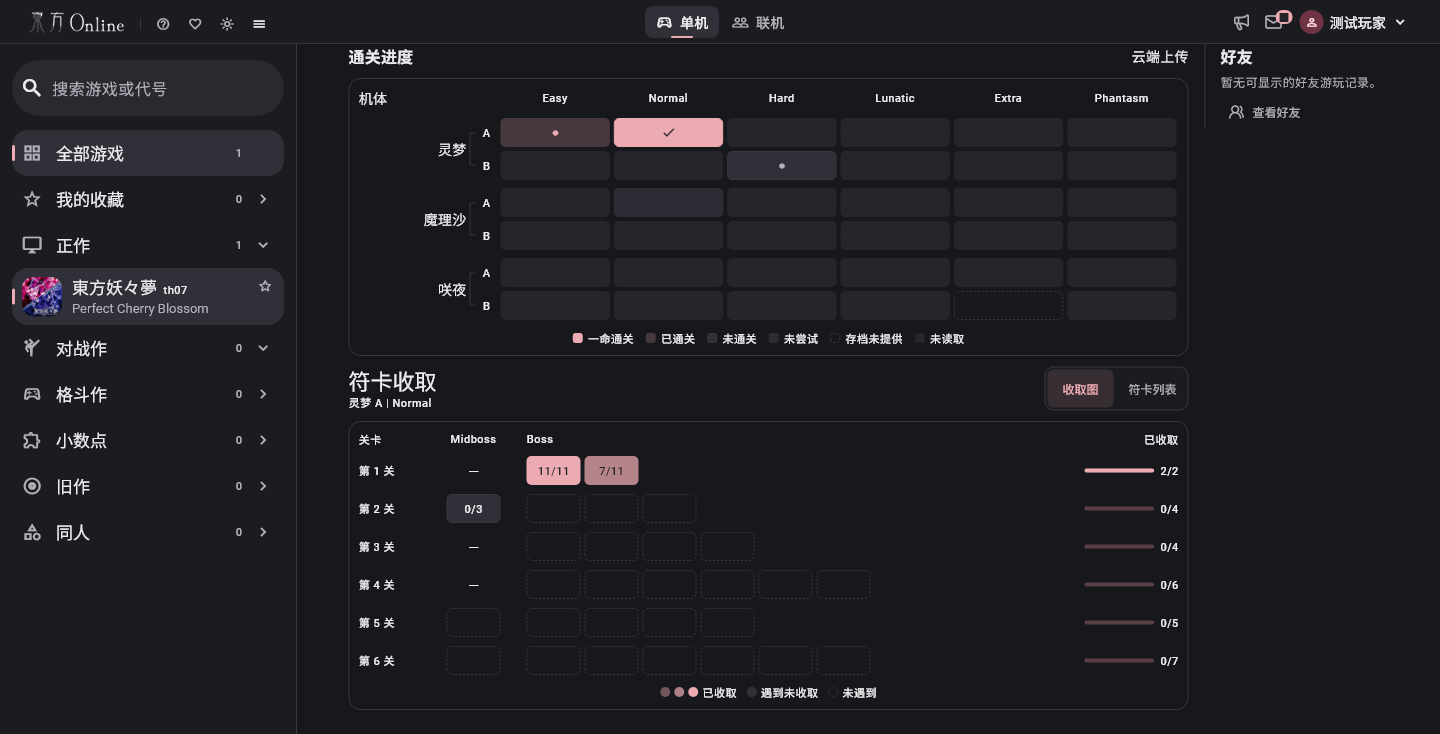 東方Online
单机
联机
测试玩家
搜索游戏或代号
全部游戏 1
我的收藏 0
正作 1
東方妖々夢 th07
Perfect Cherry Blossom
对战作 0
格斗作 0
小数点 0
旧作 0
同人 0
通关进度
云端上传
机体 Easy Normal Hard Lunatic Extra Phantasm
灵梦
A
B
魔理沙
A
B
咲夜
A
B
一命通关 已通关 未通关 未尝试 存档未提供 未读取
符卡收取
灵梦 A | Normal
收取图
符卡列表
关卡 Midboss Boss 已收取
第 1 关 — 11/11 7/11 2/2
第 2 关 0/3 0/4
第 3 关 — 0/4
第 4 关 — 0/6
第 5 关 0/5
第 6 关 0/7
已收取 遇到未收取 未遇到
好友
暂无可显示的好友游玩记录。
查看好友